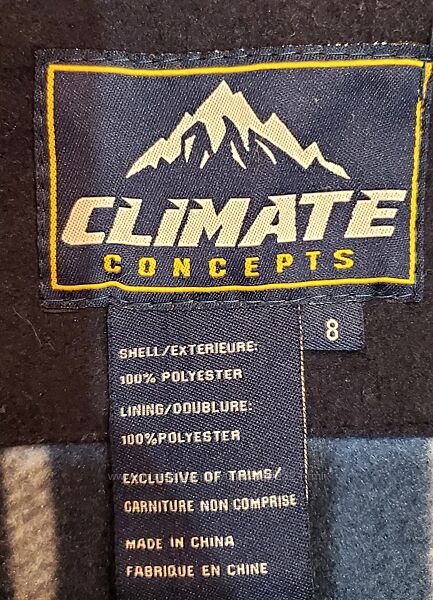 CLIMATE
CONCEPTS
8
SHELL/EXTERIEURE:
100% POLYESTER
LINING/DOUBLURE:
100%POLYESTER
EXCLUSIVE OF TRIMS/
GARNITURE NON COMPRISE
MADE IN CHINA
FABRIQUE EN CHINE